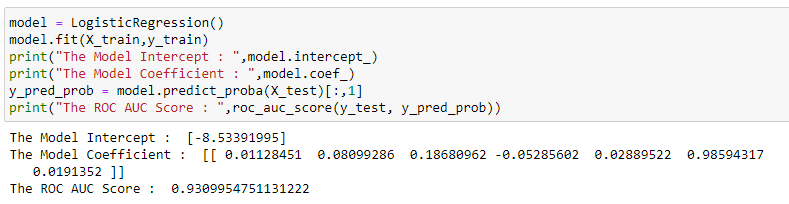 model = LogisticRegression()
model.fit(X_train,y_train)
print("The Model Intercept : ",model.intercept_)
print("The Model Coefficient : ",model.coef_)
y_pred_prob = model.predict_proba(X_test)[:,1]
print("The ROC AUC Score : ",roc_auc_score(y_test, y_pred_prob))
The Model Intercept :  [-8.53391995]
The Model Coefficient :  [[ 0.01128451  0.08099286  0.18680962 -0.05285602  0.02889522  0.98594317
   0.0191352 ]]
The ROC AUC Score :  0.9309954751131222